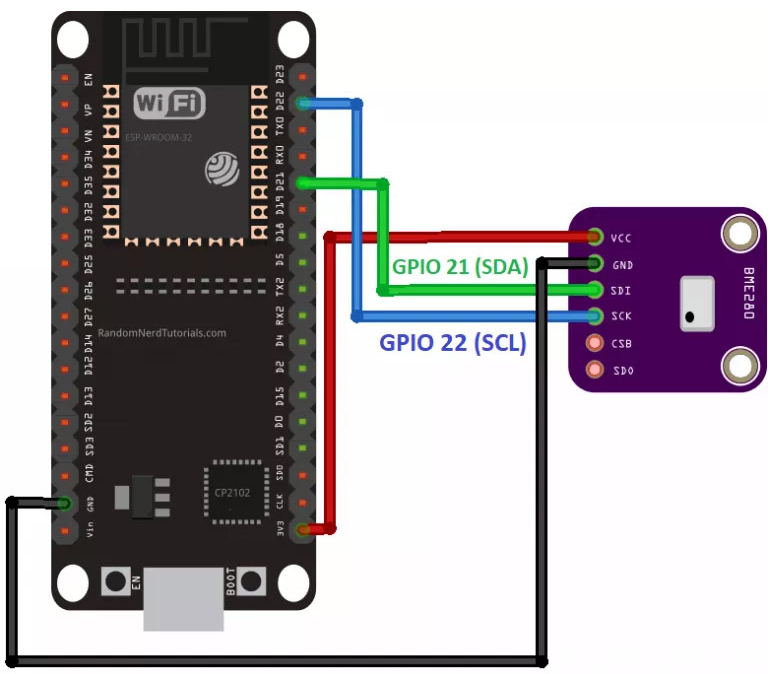 WiFi
ESP-WROOM-32
EN
VP
VN
D34
D35
D32
D33
D25
D26
D27
D14
D12
D13
SD2
SD3
CMD
GND
Vin
D23
D22
TX0
RX0
D21
D19
D18
D5
TX2
RX2
D4
D2
D15
D0
SD1
SD0
CLK
3V3
RandomNerdTutorials.com
CP2102
EN
BOOT
GPIO 21 (SDA)
GPIO 22 (SCL)
VCC
GND
SDI
SCK
CSB
SDO
BME280